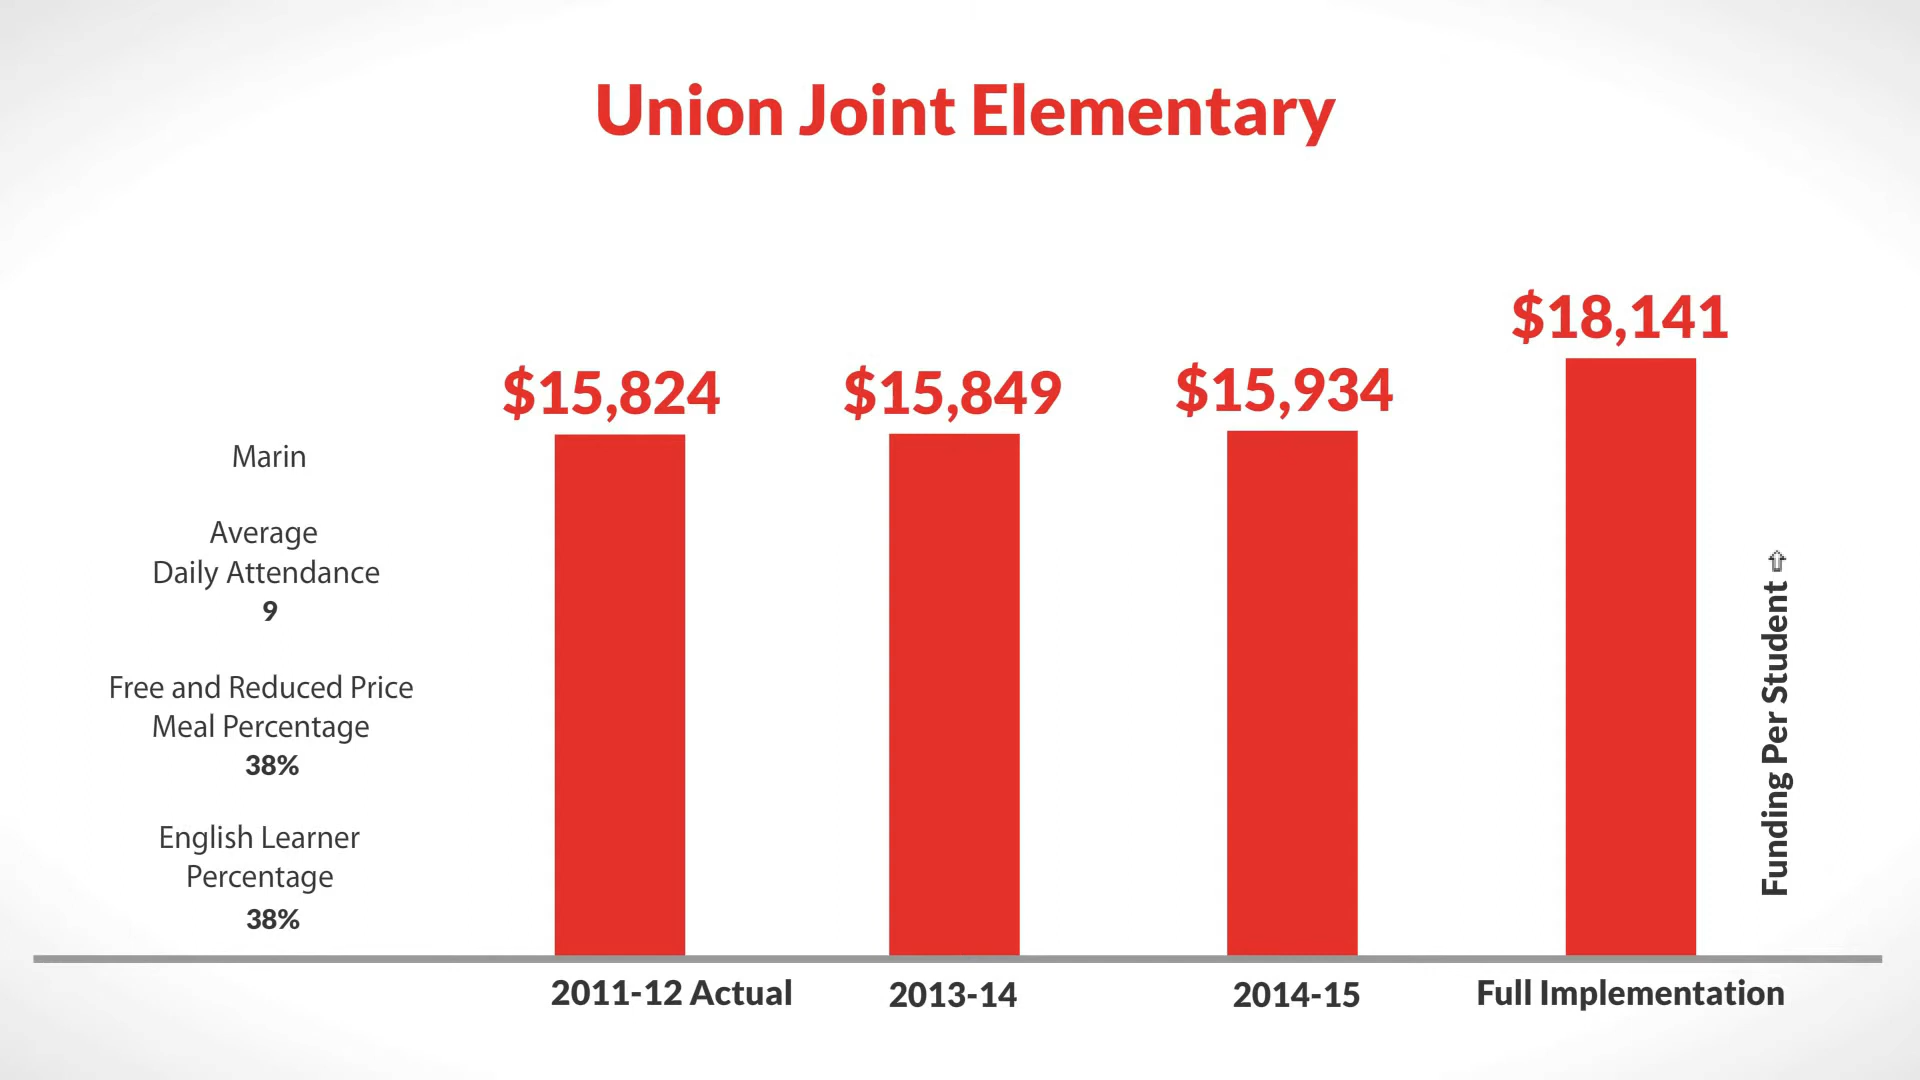 Union Joint Elementary
$15,824
$15,849
$15,934
$18,141
Marin
Average
Daily Attendance
9
Free and Reduced Price
Meal Percentage
38%
English Learner
Percentage
38%
Funding Per Student ⇧
2011-12 Actual
2013-14
2014-15
Full Implementation